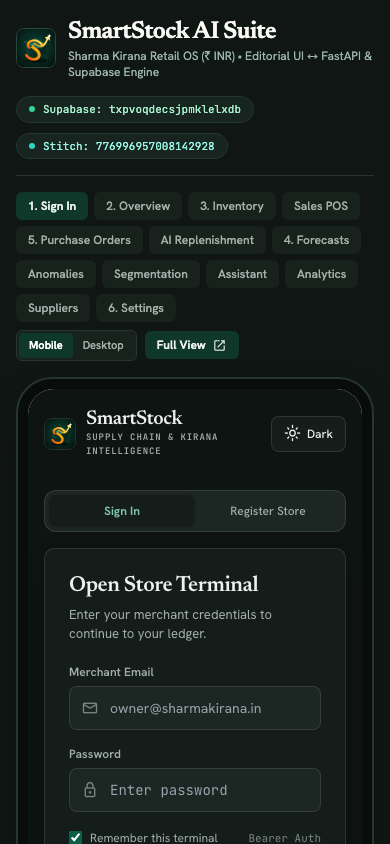 SmartStock AI Suite
Sharma Kirana Retail OS (₹ INR) • Editorial UI ↔ FastAPI &
Supabase Engine
Supabase: txpvoqdecsjpmklelxdb
Stitch: 776996957008142928
1. Sign In 2. Overview 3. Inventory Sales POS
5. Purchase Orders AI Replenishment 4. Forecasts
Anomalies Segmentation Assistant Analytics
Suppliers 6. Settings
Mobile Desktop Full View
SmartStock
SUPPLY CHAIN & KIRANA
INTELLIGENCE
Dark
Sign In Register Store
Open Store Terminal
Enter your merchant credentials to
continue to your ledger.
Merchant Email
owner@sharmakirana.in
Password
Enter password
Remember this terminal Bearer Auth